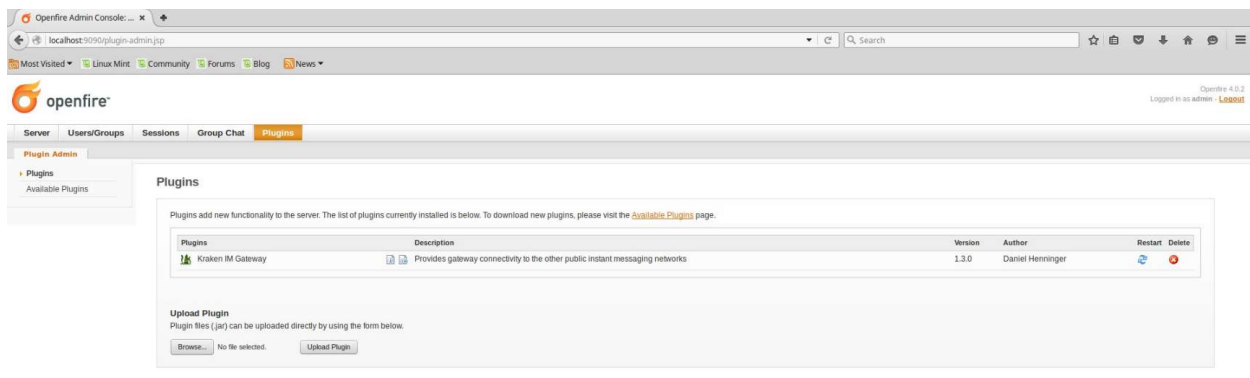 Openfire Admin Console: ...
localhost:9090/plugin-admin.jsp
Search
Most Visited Linux Mint Community Forums Blog News
openfire
Openfire 4.0.2
Logged in as admin - Logout
Server Users/Groups Sessions Group Chat Plugins
Plugin Admin
Plugins
Available Plugins
Plugins
Plugins add new functionality to the server. The list of plugins currently installed is below. To download new plugins, please visit the Available Plugins page.
Plugins Description Version Author Restart Delete
Kraken IM Gateway Provides gateway connectivity to the other public instant messaging networks 1.3.0 Daniel Henninger
Upload Plugin
Plugin files (.jar) can be uploaded directly by using the form below.
Browse... No file selected. Upload Plugin